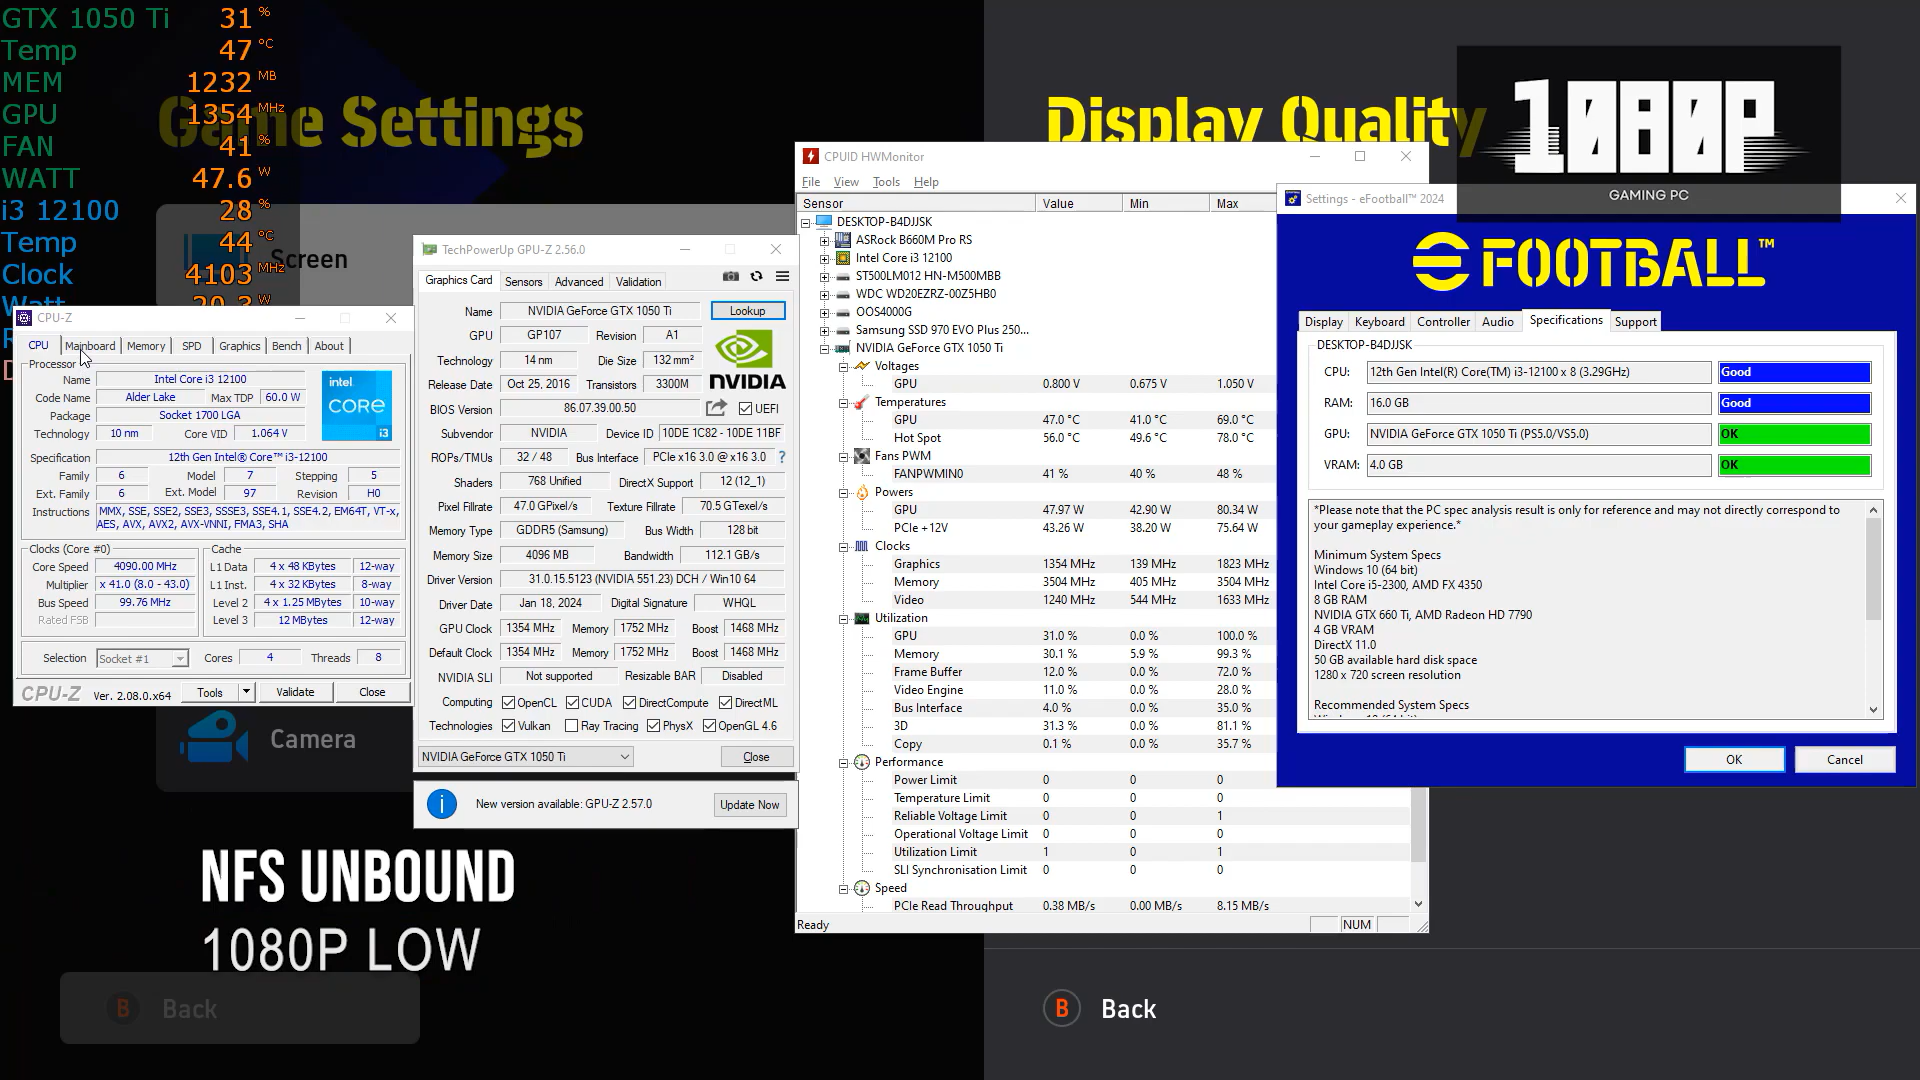 GTX 1050 Ti 31 %
Temp 47 °C
MEM 1232 MB
GPU 1354 MHz
FAN 41 %
WATT 47.6 W
i3 12100 28 %
Temp 44 °C
Clock 4103 MHz
Watt 20.3 W
Game Settings
Screen
Camera
Display Quality
1080P
GAMING PC
CPU-Z
CPU Mainboard Memory SPD Graphics Bench About
Processor
Name Intel Core i3 12100
Code Name Alder Lake Max TDP 60.0 W
Package Socket 1700 LGA
Technology 10 nm Core VID 1.064 V
intel
CORE
i3
Specification 12th Gen Intel® Core™ i3-12100
Family 6 Model 7 Stepping 5
Ext. Family 6 Ext. Model 97 Revision H0
Instructions MMX, SSE, SSE2, SSE3, SSSE3, SSE4.1, SSE4.2, EM64T, VT-x,
AES, AVX, AVX2, AVX-VNNI, FMA3, SHA
Clocks (Core #0) Cache
Core Speed 4090.00 MHz L1 Data 4 x 48 KBytes 12-way
Multiplier x 41.0 (8.0 - 43.0) L1 Inst. 4 x 32 KBytes 8-way
Bus Speed 99.76 MHz Level 2 4 x 1.25 MBytes 10-way
Rated FSB Level 3 12 MBytes 12-way
Selection Socket #1 Cores 4 Threads 8
CPU-Z Ver. 2.08.0.x64 Tools Validate Close
TechPowerUp GPU-Z 2.56.0
Graphics Card Sensors Advanced Validation
Name NVIDIA GeForce GTX 1050 Ti Lookup
GPU GP107 Revision A1
Technology 14 nm Die Size 132 mm²
Release Date Oct 25, 2016 Transistors 3300M
NVIDIA
BIOS Version 86.07.39.00.50 UEFI
Subvendor NVIDIA Device ID 10DE 1C82 - 10DE 11BF
ROPs/TMUs 32 / 48 Bus Interface PCIe x16 3.0 @ x16 3.0 ?
Shaders 768 Unified DirectX Support 12 (12_1)
Pixel Fillrate 47.0 GPixel/s Texture Fillrate 70.5 GTexel/s
Memory Type GDDR5 (Samsung) Bus Width 128 bit
Memory Size 4096 MB Bandwidth 112.1 GB/s
Driver Version 31.0.15.5123 (NVIDIA 551.23) DCH / Win10 64
Driver Date Jan 18, 2024 Digital Signature WHQL
GPU Clock 1354 MHz Memory 1752 MHz Boost 1468 MHz
Default Clock 1354 MHz Memory 1752 MHz Boost 1468 MHz
NVIDIA SLI Not supported Resizable BAR Disabled
Computing OpenCL CUDA DirectCompute DirectML
Technologies Vulkan Ray Tracing PhysX OpenGL 4.6
NVIDIA GeForce GTX 1050 Ti Close
New version available: GPU-Z 2.57.0 Update Now
CPUID HWMonitor
File View Tools Help
Sensor Value Min Max
DESKTOP-B4DJJSK
ASRock B660M Pro RS
Intel Core i3 12100
ST500LM012 HN-M500MBB
WDC WD20EZRZ-00Z5HB0
OOS4000G
Samsung SSD 970 EVO Plus 250...
NVIDIA GeForce GTX 1050 Ti
Voltages
GPU 0.800 V 0.675 V 1.050 V
Temperatures
GPU 47.0 °C 41.0 °C 69.0 °C
Hot Spot 56.0 °C 49.6 °C 78.0 °C
Fans PWM
FANPWMIN0 41 % 40 % 48 %
Powers
GPU 47.97 W 42.90 W 80.34 W
PCIe +12V 43.26 W 38.20 W 75.64 W
Clocks
Graphics 1354 MHz 139 MHz 1823 MHz
Memory 3504 MHz 405 MHz 3504 MHz
Video 1240 MHz 544 MHz 1633 MHz
Utilization
GPU 31.0 % 0.0 % 100.0 %
Memory 30.1 % 5.9 % 99.3 %
Frame Buffer 12.0 % 0.0 % 72.0 %
Video Engine 11.0 % 0.0 % 28.0 %
Bus Interface 4.0 % 0.0 % 35.0 %
3D 31.3 % 0.0 % 81.1 %
Copy 0.1 % 0.0 % 35.7 %
Performance
Power Limit 0 0 0
Temperature Limit 0 0 0
Reliable Voltage Limit 0 0 1
Operational Voltage Limit 0 0 0
Utilization Limit 1 0 1
SLI Synchronisation Limit 0 0 0
Speed
PCIe Read Throughput 0.38 MB/s 0.00 MB/s 8.15 MB/s
Ready NUM
Settings - eFootball™ 2024
eFOOTBALL™
Display Keyboard Controller Audio Specifications Support
DESKTOP-B4DJJSK
CPU: 12th Gen Intel(R) Core(TM) i3-12100 x 8 (3.29GHz) Good
RAM: 16.0 GB Good
GPU: NVIDIA GeForce GTX 1050 Ti (PS5.0/VS5.0) OK
VRAM: 4.0 GB OK
*Please note that the PC spec analysis result is only for reference and may not directly correspond to
your gameplay experience.*
Minimum System Specs
Windows 10 (64 bit)
Intel Core i5-2300, AMD FX 4350
8 GB RAM
NVIDIA GTX 660 Ti, AMD Radeon HD 7790
4 GB VRAM
DirectX 11.0
50 GB available hard disk space
1280 x 720 screen resolution
Recommended System Specs
OK Cancel
NFS UNBOUND
1080P LOW
B Back
B Back